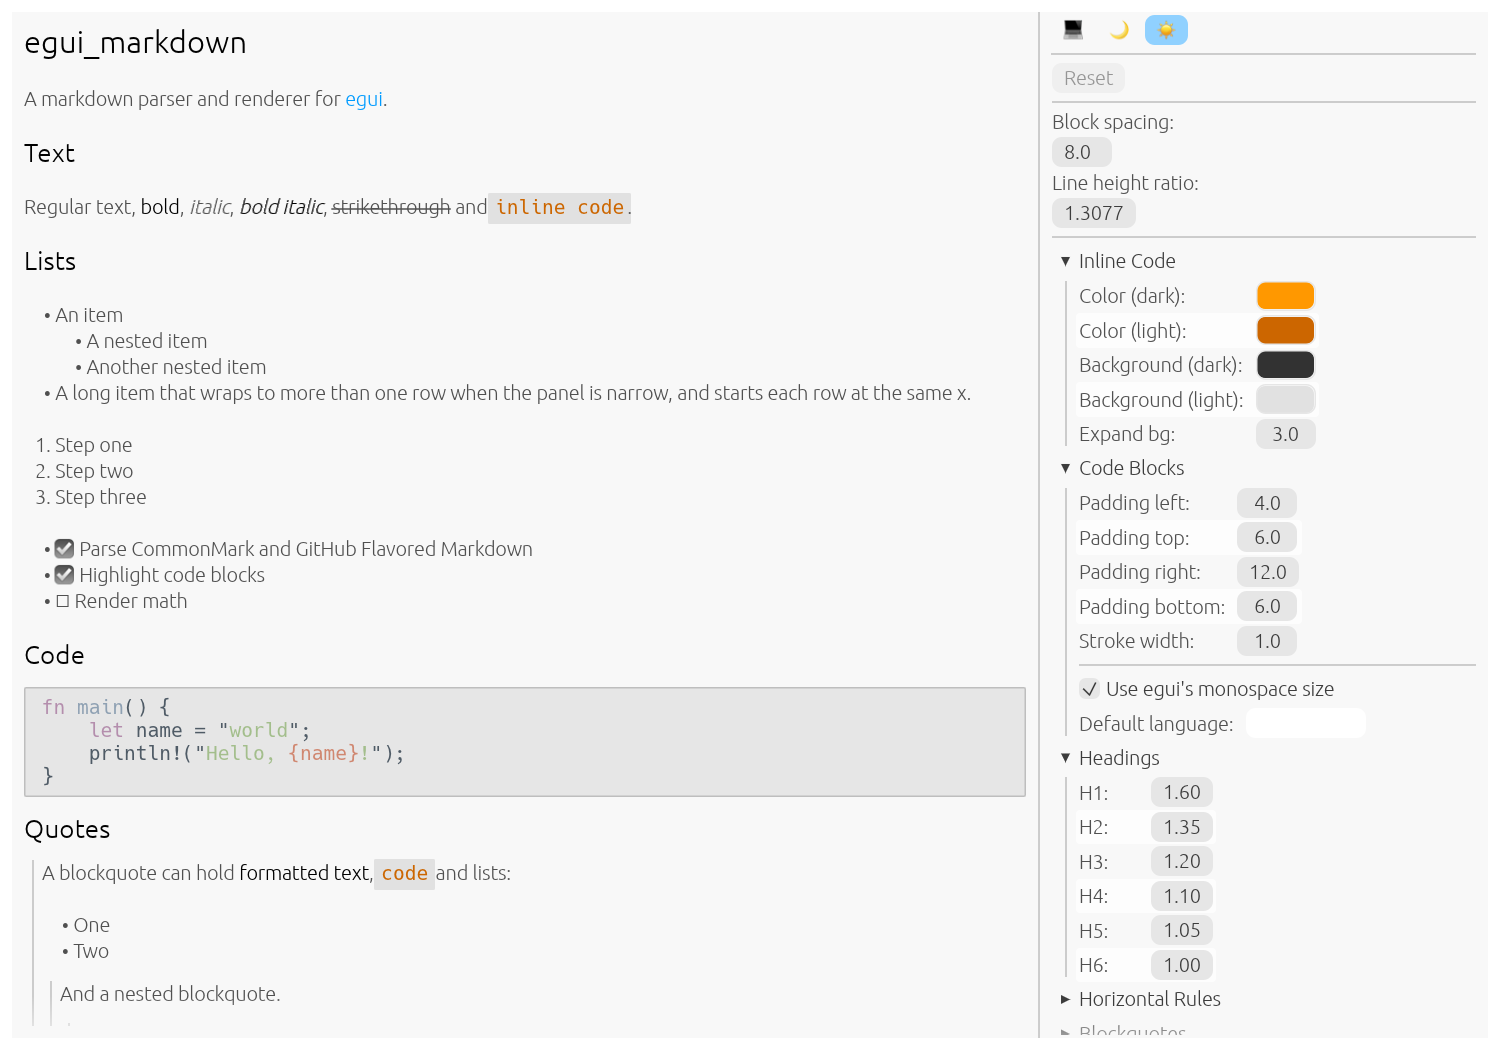 egui_markdown
A markdown parser and renderer for egui.
Text
Regular text, bold, italic, bold italic, strikethrough and inline code.
Lists
• An item
• A nested item
• Another nested item
• A long item that wraps to more than one row when the panel is narrow, and starts each row at the same x.
1. Step one
2. Step two
3. Step three
• ☑ Parse CommonMark and GitHub Flavored Markdown
• ☑ Highlight code blocks
• ☐ Render math
Code
fn main() {
    let name = "world";
    println!("Hello, {name}!");
}
Quotes
A blockquote can hold formatted text, code and lists:
• One
• Two
And a nested blockquote.
Reset
Block spacing:
8.0
Line height ratio:
1.3077
▼ Inline Code
Color (dark):
Color (light):
Background (dark):
Background (light):
Expand bg: 3.0
▼ Code Blocks
Padding left: 4.0
Padding top: 6.0
Padding right: 12.0
Padding bottom: 6.0
Stroke width: 1.0
Use egui's monospace size
Default language:
▼ Headings
H1: 1.60
H2: 1.35
H3: 1.20
H4: 1.10
H5: 1.05
H6: 1.00
► Horizontal Rules
► Blockquotes